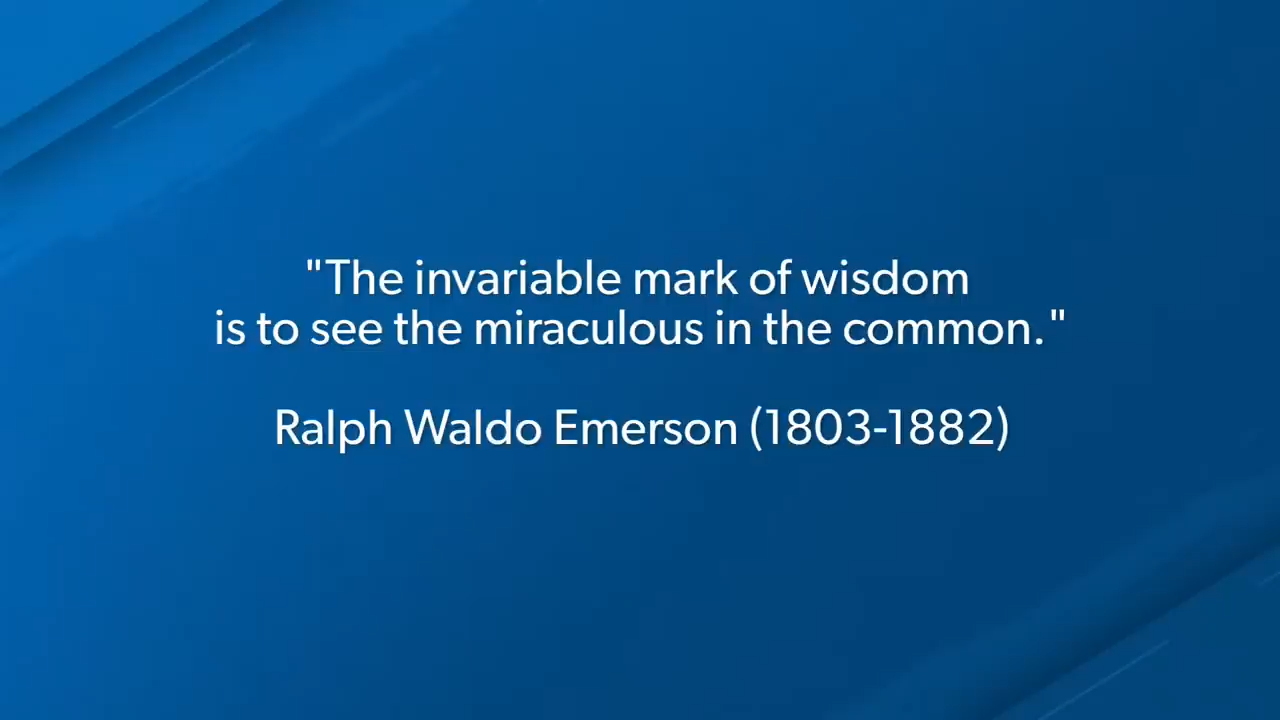 "The invariable mark of wisdom
is to see the miraculous in the common."
Ralph Waldo Emerson (1803-1882)